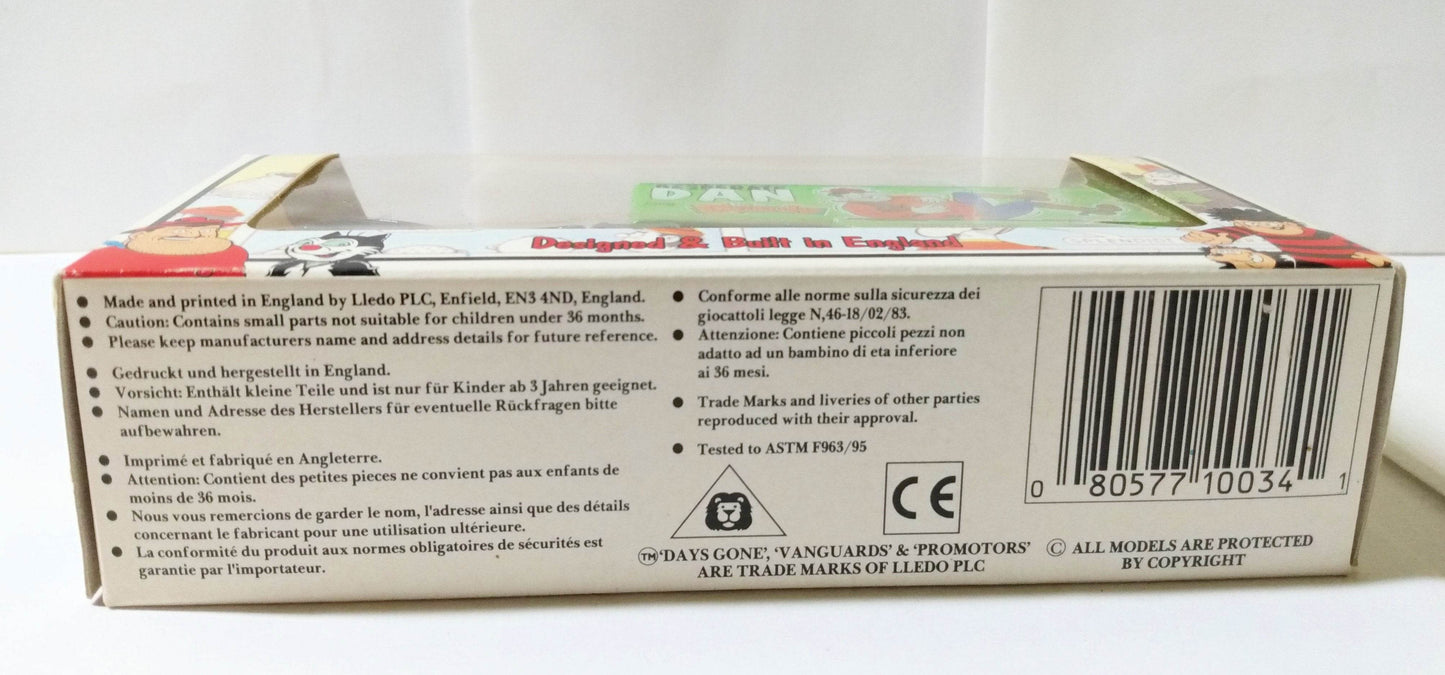 DAN
Designed & Built in England
● Made and printed in England by Lledo PLC, Enfield, EN3 4ND, England.
● Caution: Contains small parts not suitable for children under 36 months.
● Please keep manufacturers name and address details for future reference.
● Gedruckt und hergestellt in England.
● Vorsicht: Enthält kleine Teile und ist nur für Kinder ab 3 Jahren geeignet.
● Namen und Adresse des Herstellers für eventuelle Rückfragen bitte
aufbewahren.
● Imprimé et fabriqué en Angleterre.
● Attention: Contient des petites pieces ne convient pas aux enfants de
moins de 36 mois.
● Nous vous remercions de garder le nom, l'adresse ainsi que des détails
concernant le fabricant pour une utilisation ultérieure.
● La conformité du produit aux normes obligatoires de sécurités est
garantie par l'importateur.
● Conforme alle norme sulla sicurezza dei
giocattoli legge N,46-18/02/83.
● Attenzione: Contiene piccoli pezzi non
adatto ad un bambino di eta inferiore
ai 36 mesi.
● Trade Marks and liveries of other parties
reproduced with their approval.
● Tested to ASTM F963/95
CE
™ 'DAYS GONE', 'VANGUARDS' & 'PROMOTORS'
ARE TRADE MARKS OF LLEDO PLC
0 80577 10034 1
© ALL MODELS ARE PROTECTED
BY COPYRIGHT